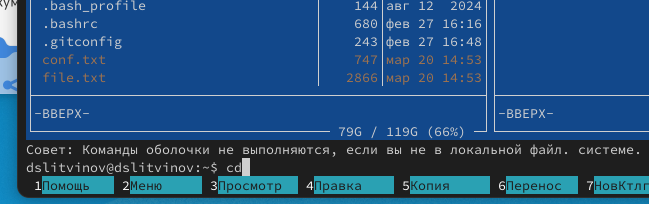 кум
.bash_profile 144 авг 12 2024
.bashrc 680 фев 27 16:16
.gitconfig 243 фев 27 16:48
conf.txt 747 мар 20 14:53
file.txt 2866 мар 20 14:53
-ВВЕРХ- -ВВЕРХ-
79G / 119G (66%)
Совет: Команды оболочки не выполняются, если вы не в локальной файл. системе.
dslitvinov@dslitvinov:~$ cd
1Помощь 2Меню 3Просмотр 4Правка 5Копия 6Перенос 7НовКтлг